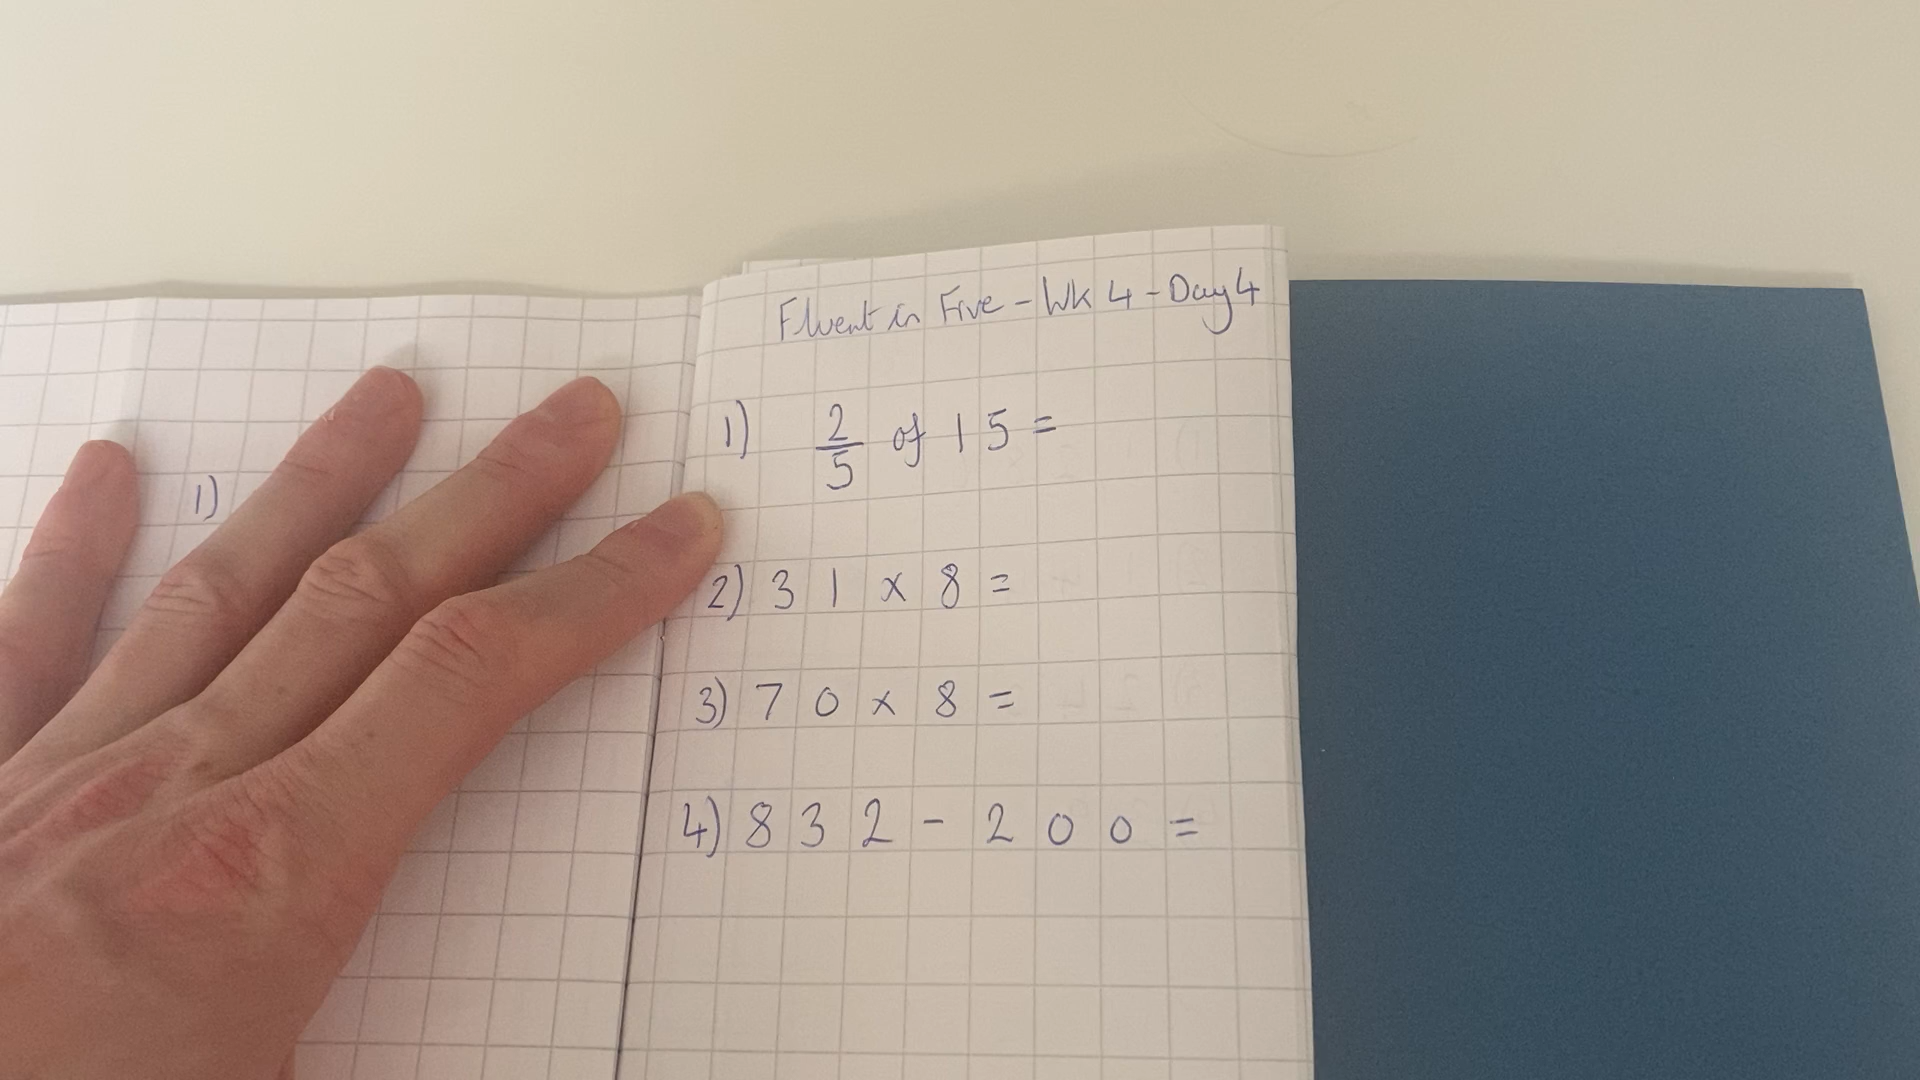 Fluent in Five - Wk 4 - Day 4
1)
1) 2/5 of 15 =
2) 31 x 8 =
3) 70 x 8 =
4) 832 - 200 =